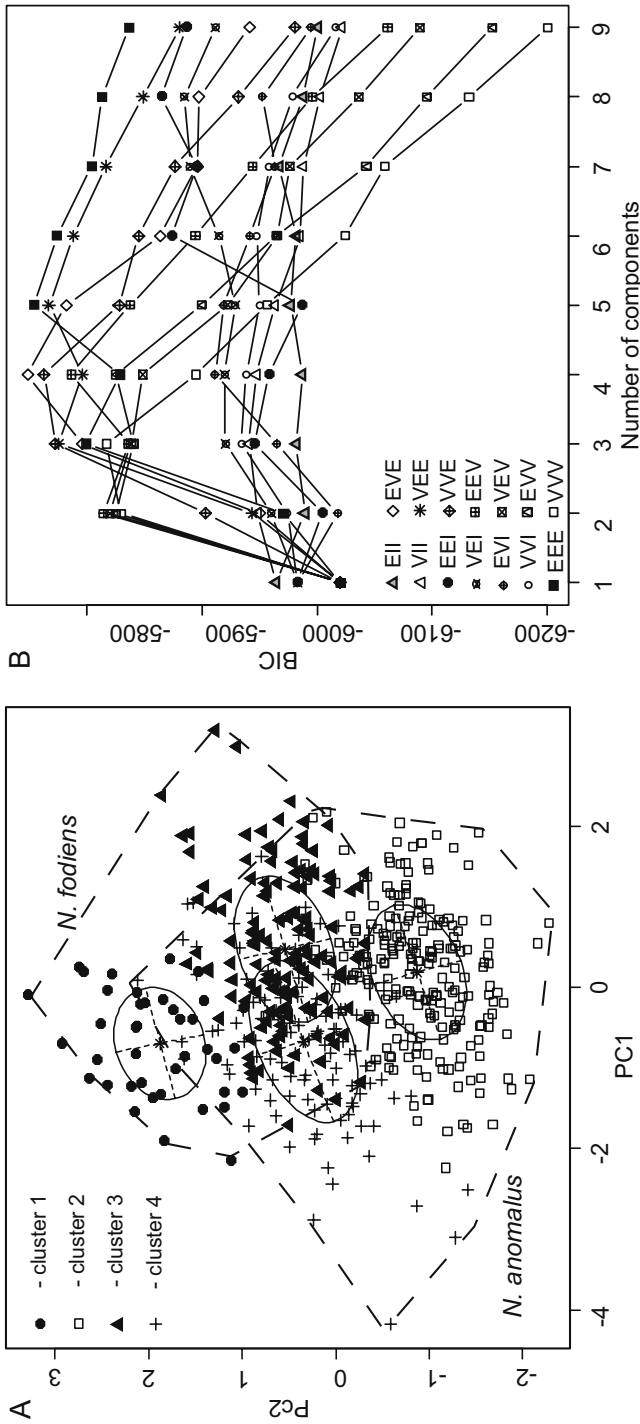 A
Pc2
3
2
1
0
-1
-2
-4
-2
0
2
PC1
- cluster 1
- cluster 2
- cluster 3
- cluster 4
N. fodiens
N. anomalus
B
BIC
-5800
-5900
-6000
-6100
-6200
1
2
3
4
5
6
7
8
9
Number of components
EII
VII
EEI
VEI
EVI
VVI
EEE
EVE
VEE
VVE
EEV
VEV
EVV
VVV